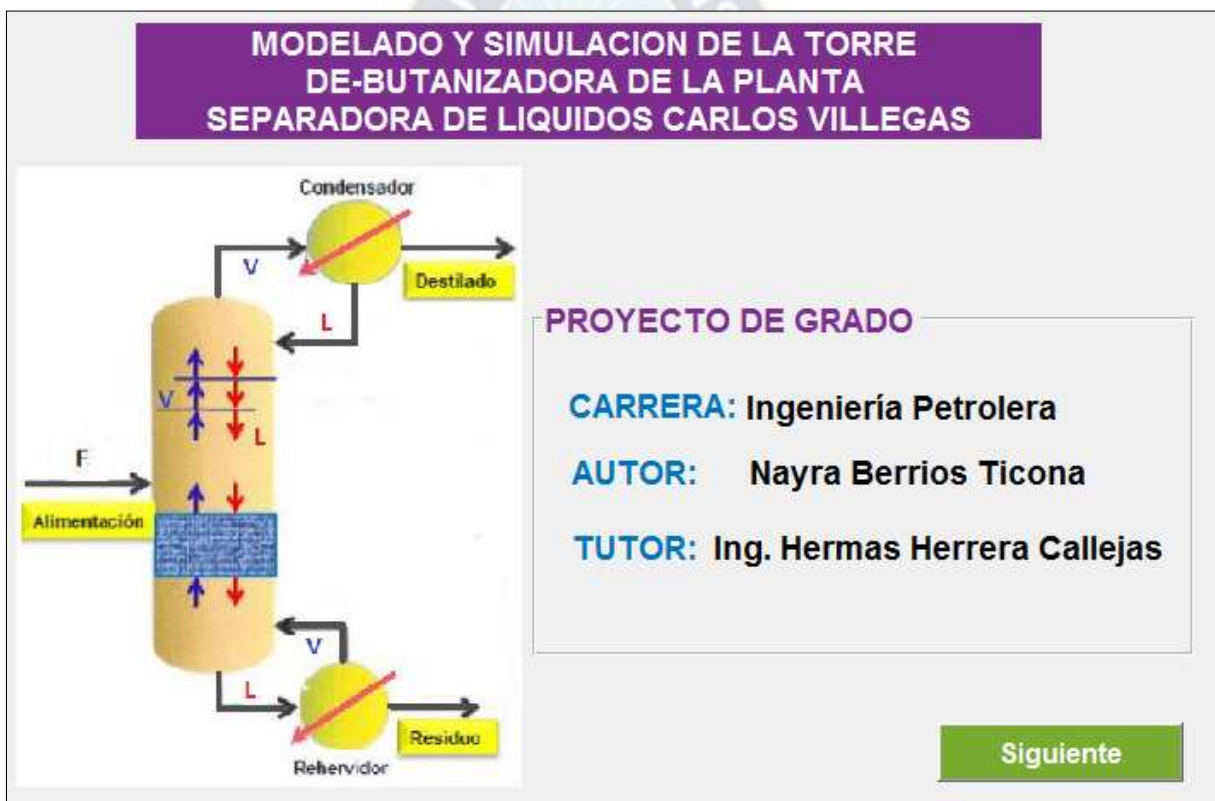 MODELADO Y SIMULACION DE LA TORRE
DE-BUTANIZADORA DE LA PLANTA
SEPARADORA DE LIQUIDOS CARLOS VILLEGAS
Condensador
V
Destilado
L
V
L
F
Alimentación
V
L
Residuo
Rehervidor
PROYECTO DE GRADO
CARRERA: Ingeniería Petrolera
AUTOR: Nayra Berrios Ticona
TUTOR: Ing. Hermas Herrera Callejas
Siguiente